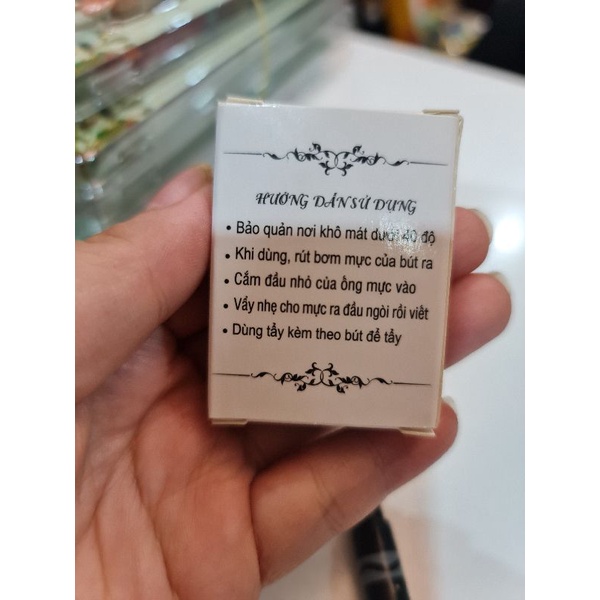 HƯỚNG DẪN SỬ DỤNG
• Bảo quản nơi khô mát dưới 40 độ
• Khi dùng, rút bơm mực của bút ra
• Cắm đầu nhỏ của ống mực vào
• Vẩy nhẹ cho mực ra đầu ngòi rồi viết
• Dùng tẩy kèm theo bút để tẩy